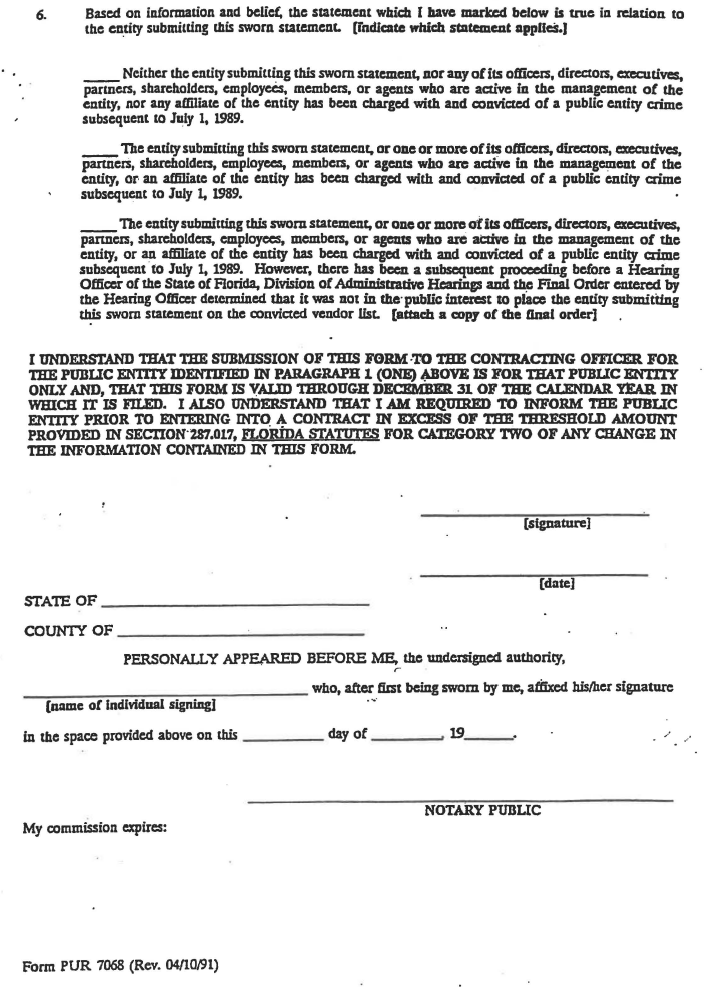 6. Based on information and belief, the statement which I have marked below is true in relation to
the entity submitting this sworn statement. [Indicate which statement applies.]
_____ Neither the entity submitting this sworn statement, nor any of its officers, directors, executives,
partners, shareholders, employees, members, or agents who are active in the management of the
entity, nor any affiliate of the entity has been charged with and convicted of a public entity crime
subsequent to July 1, 1989.
_____ The entity submitting this sworn statement, or one or more of its officers, directors, executives,
partners, shareholders, employees, members, or agents who are active in the management of the
entity, or an affiliate of the entity has been charged with and convicted of a public entity crime
subsequent to July 1, 1989.
_____ The entity submitting this sworn statement, or one or more of its officers, directors, executives,
partners, shareholders, employees, members, or agents who are active in the management of the
entity, or an affiliate of the entity has been charged with and convicted of a public entity crime
subsequent to July 1, 1989. However, there has been a subsequent proceeding before a Hearing
Officer of the State of Florida, Division of Administrative Hearings and the Final Order entered by
the Hearing Officer determined that it was not in the public interest to place the entity submitting
this sworn statement on the convicted vendor list. [attach a copy of the final order]
I UNDERSTAND THAT THE SUBMISSION OF THIS FORM TO THE CONTRACTING OFFICER FOR
THE PUBLIC ENTITY IDENTIFIED IN PARAGRAPH 1 (ONE) ABOVE IS FOR THAT PUBLIC ENTITY
ONLY AND, THAT THIS FORM IS VALID THROUGH DECEMBER 31 OF THE CALENDAR YEAR IN
WHICH IT IS FILED. I ALSO UNDERSTAND THAT I AM REQUIRED TO INFORM THE PUBLIC
ENTITY PRIOR TO ENTERING INTO A CONTRACT IN EXCESS OF THE THRESHOLD AMOUNT
PROVIDED IN SECTION 287.017, FLORIDA STATUTES FOR CATEGORY TWO OF ANY CHANGE IN
THE INFORMATION CONTAINED IN THIS FORM.
[signature]
[date]
STATE OF
COUNTY OF
PERSONALLY APPEARED BEFORE ME, the undersigned authority,
who, after first being sworn by me, affixed his/her signature
[name of individual signing]
in the space provided above on this __________ day of _________, 19______.
NOTARY PUBLIC
My commission expires:
Form PUR 7068 (Rev. 04/10/91)